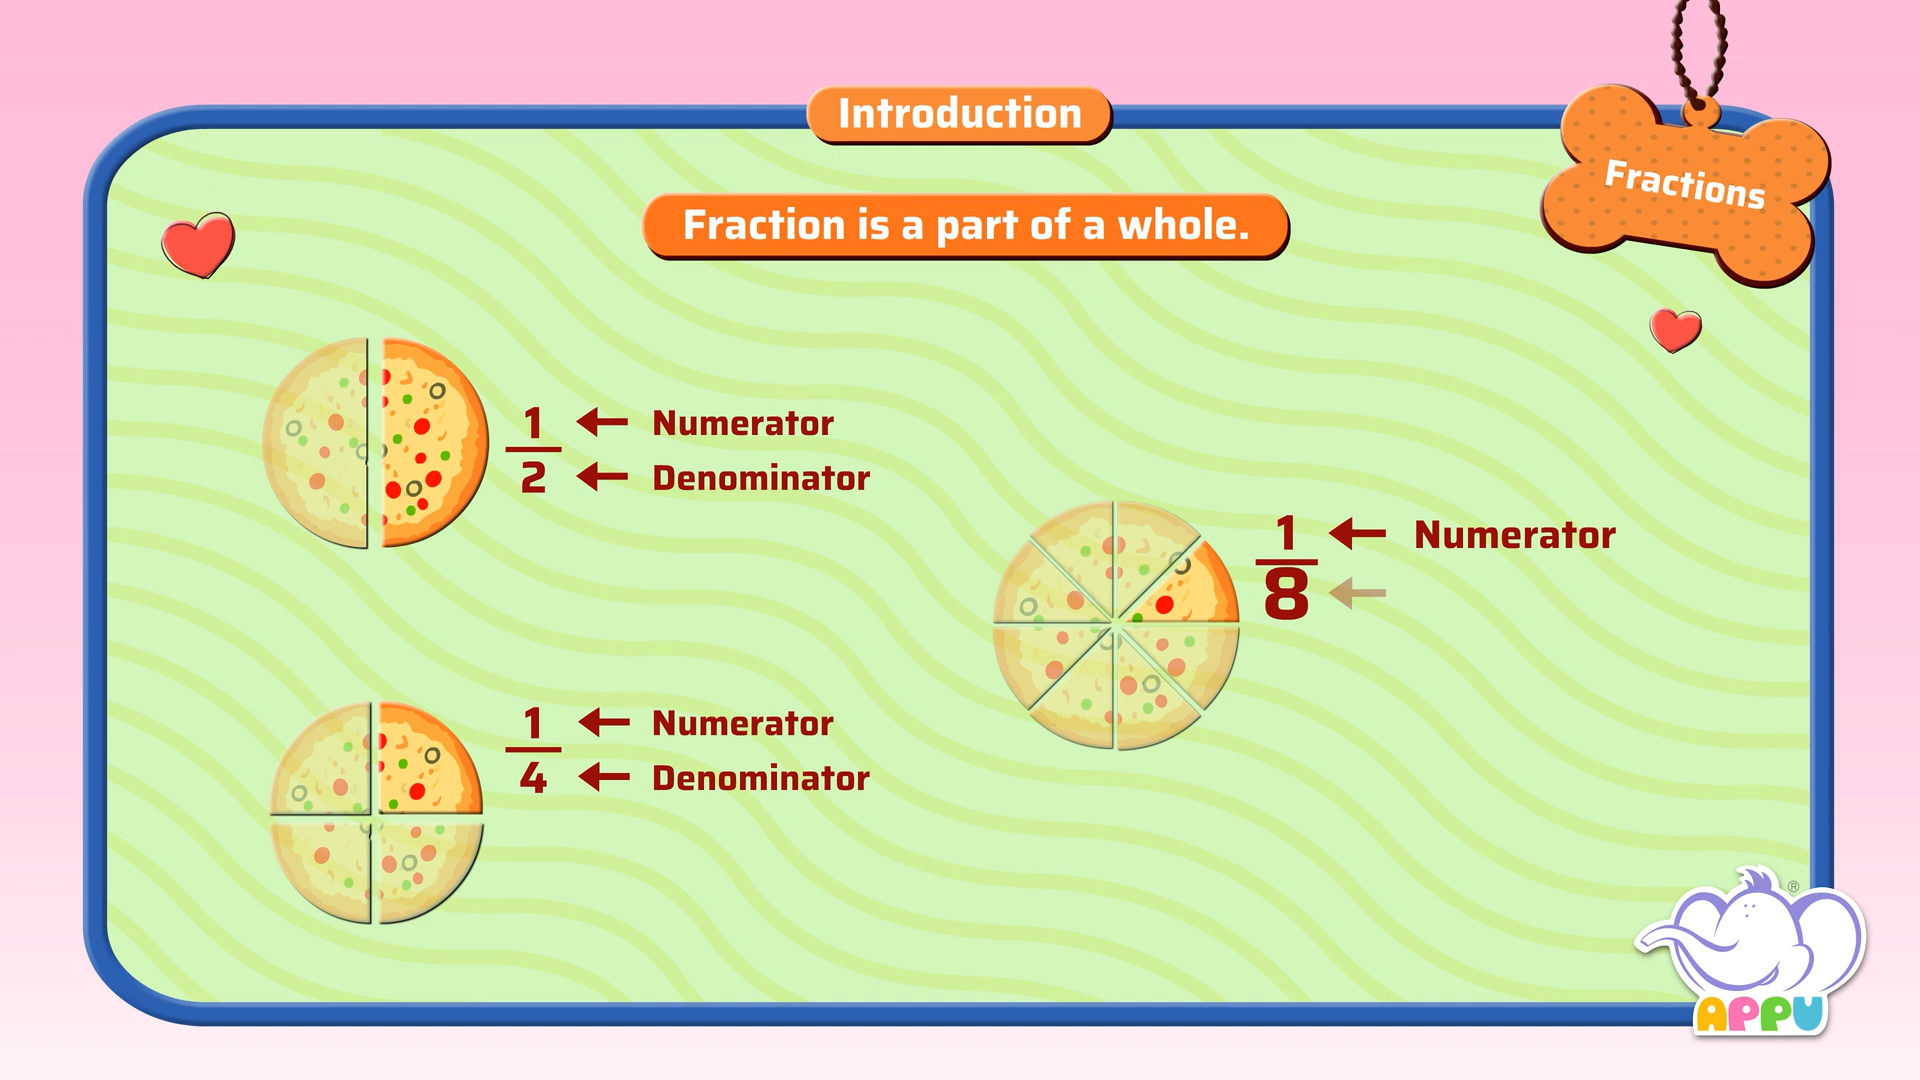 Introduction
Fractions
Fraction is a part of a whole.
1 ← Numerator
2 ← Denominator
1 ← Numerator
4 ← Denominator
1 ← Numerator
8 ←
®
APPU